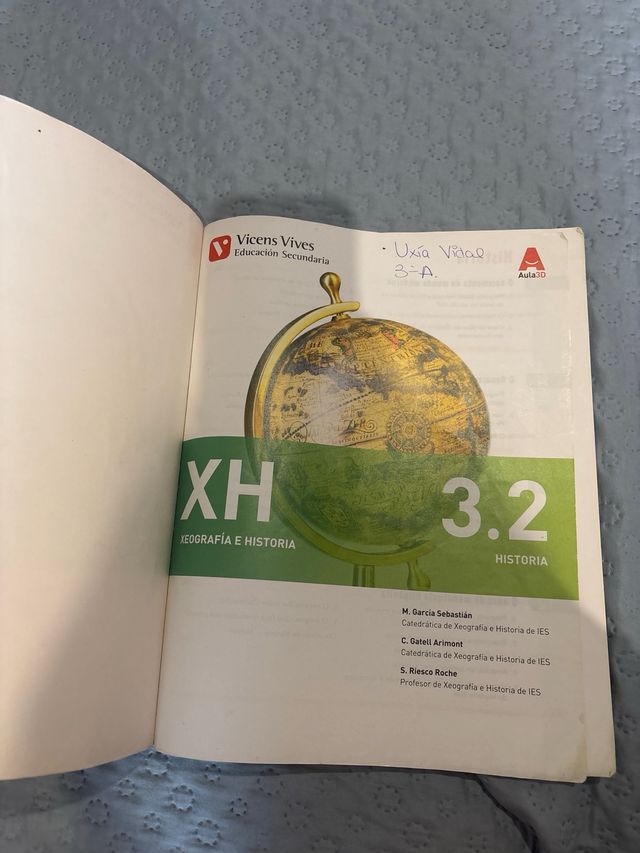 Vicens Vives
Educación Secundaria
Uxía Vidal
3ºA.
Aula3D
XH
XEOGRAFÍA E HISTORIA
3.2
HISTORIA
M. García Sebastián
Catedrática de Xeografía e Historia de IES
C. Gatell Arimont
Catedrática de Xeografía e Historia de IES
S. Riesco Roche
Profesor de Xeografía e Historia de IES